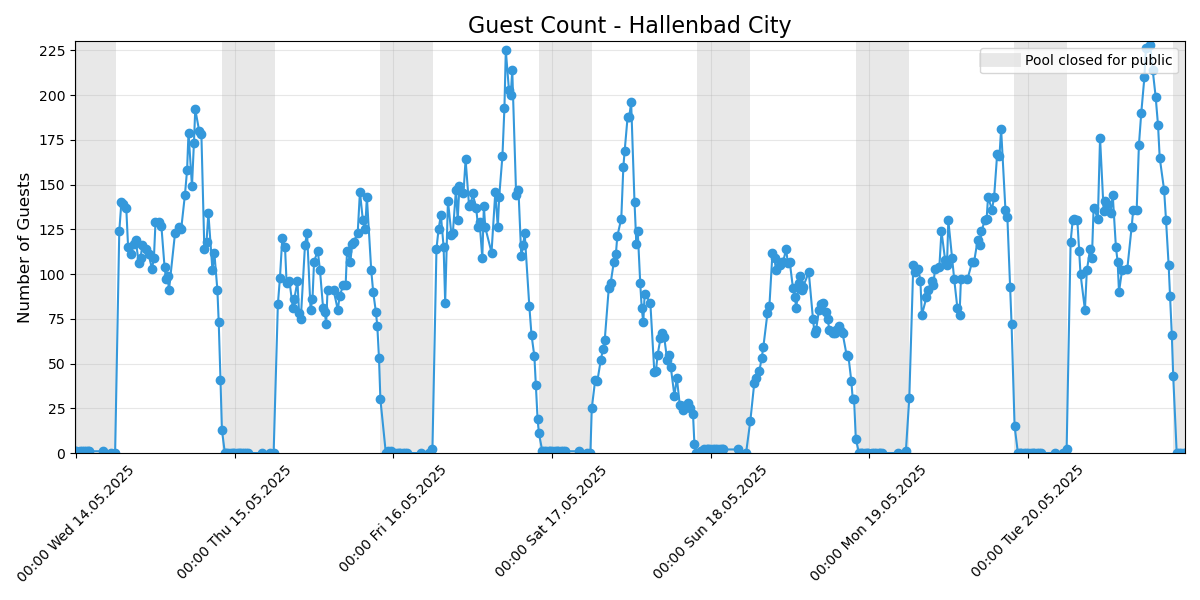 Guest Count - Hallenbad City
Pool closed for public
Number of Guests
225
200
175
150
125
100
75
50
25
0
00:00 Wed 14.05.2025
00:00 Thu 15.05.2025
00:00 Fri 16.05.2025
00:00 Sat 17.05.2025
00:00 Sun 18.05.2025
00:00 Mon 19.05.2025
00:00 Tue 20.05.2025